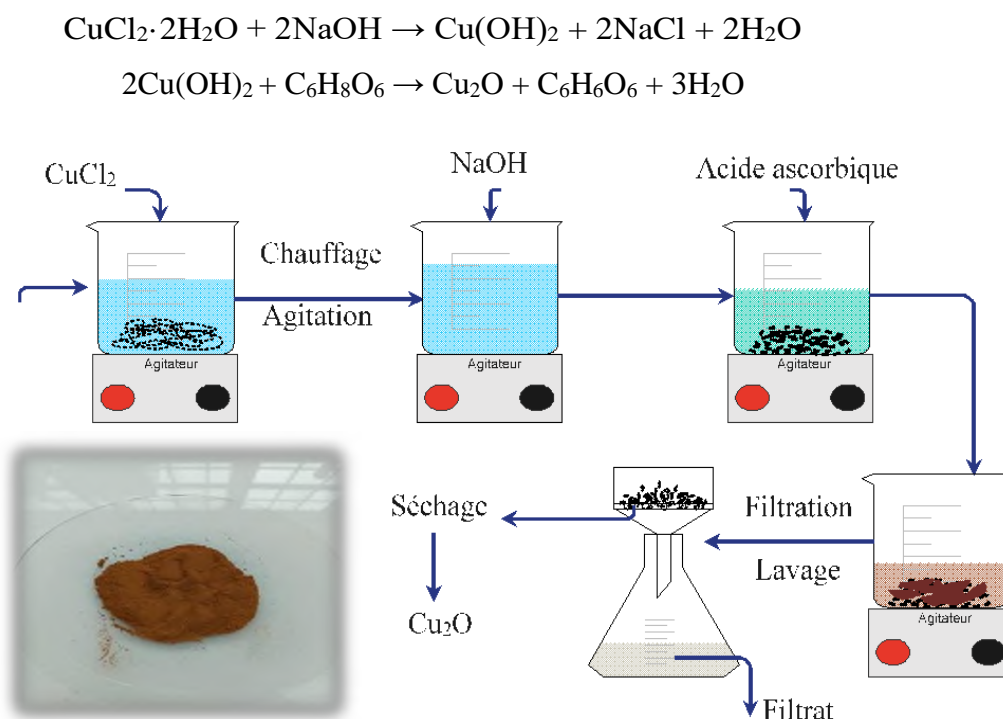 CuCl₂·2H₂O + 2NaOH → Cu(OH)₂ + 2NaCl + 2H₂O
2Cu(OH)₂ + C₆H₈O₆ → Cu₂O + C₆H₆O₆ + 3H₂O
CuCl₂
NaOH
Acide ascorbique
Chauffage
Agitation
Agitateur
Agitateur
Agitateur
Séchage
Filtration
Lavage
Cu₂O
Agitateur
Filtrat